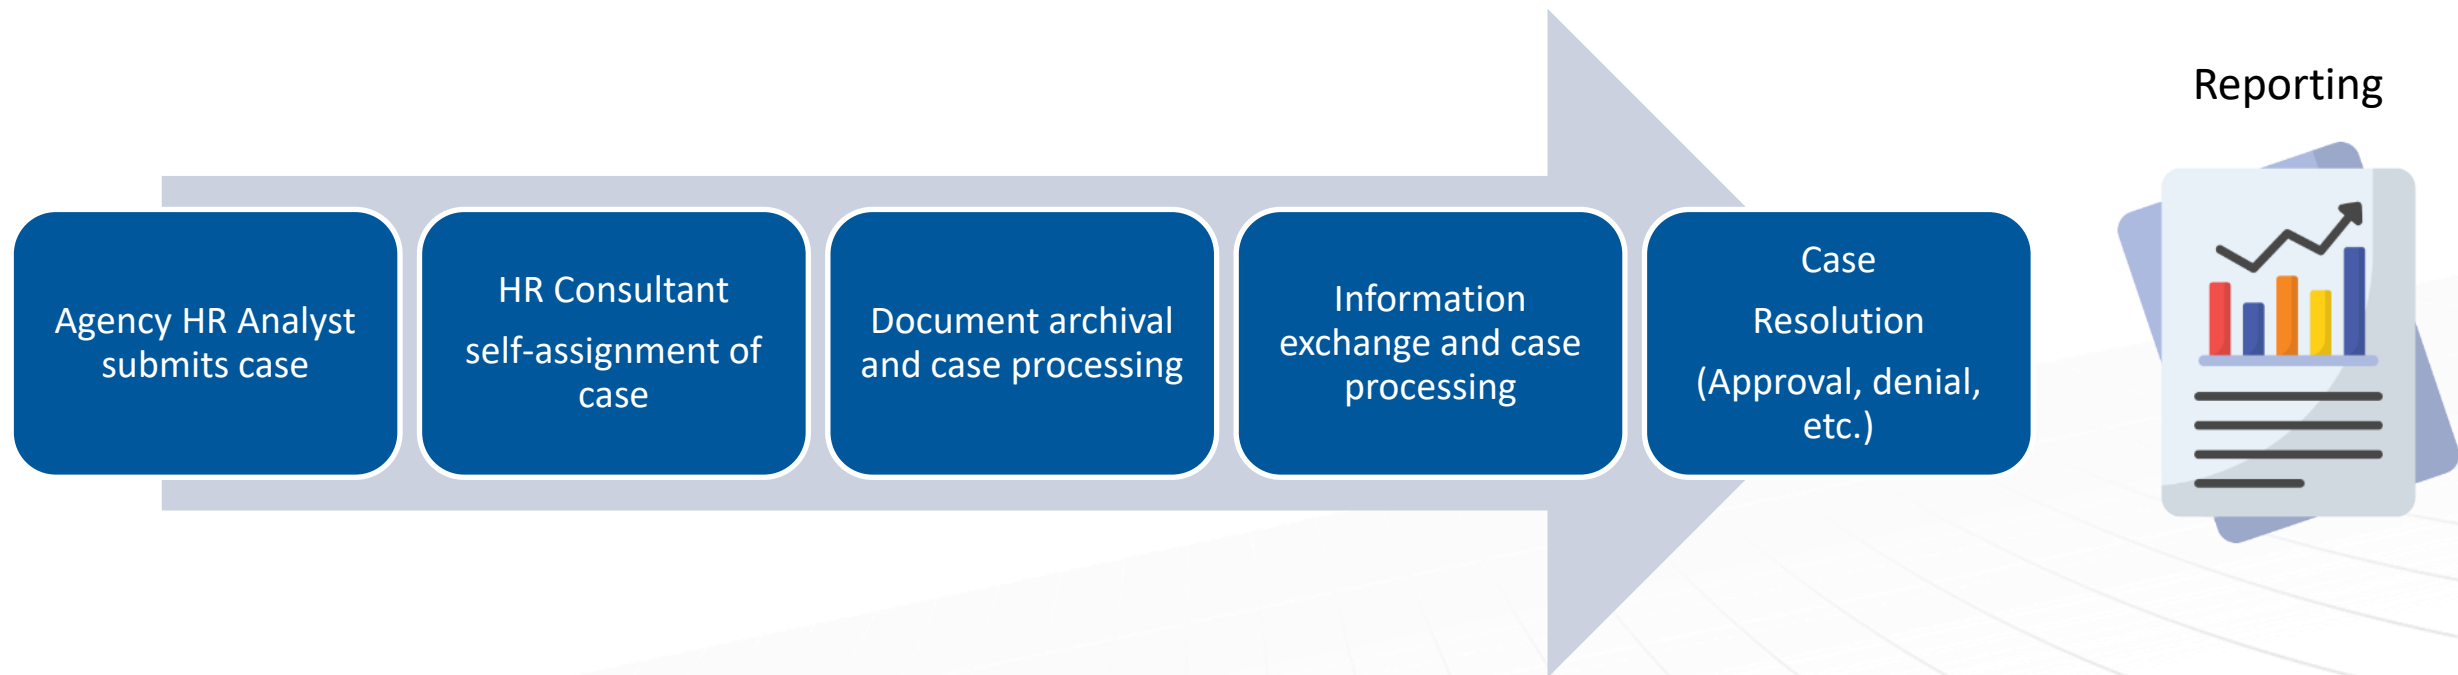 Reporting
Agency HR Analyst
submits case
HR Consultant
self-assignment of
case
Document archival
and case processing
Information
exchange and case
processing
Case
Resolution
(Approval, denial,
etc.)